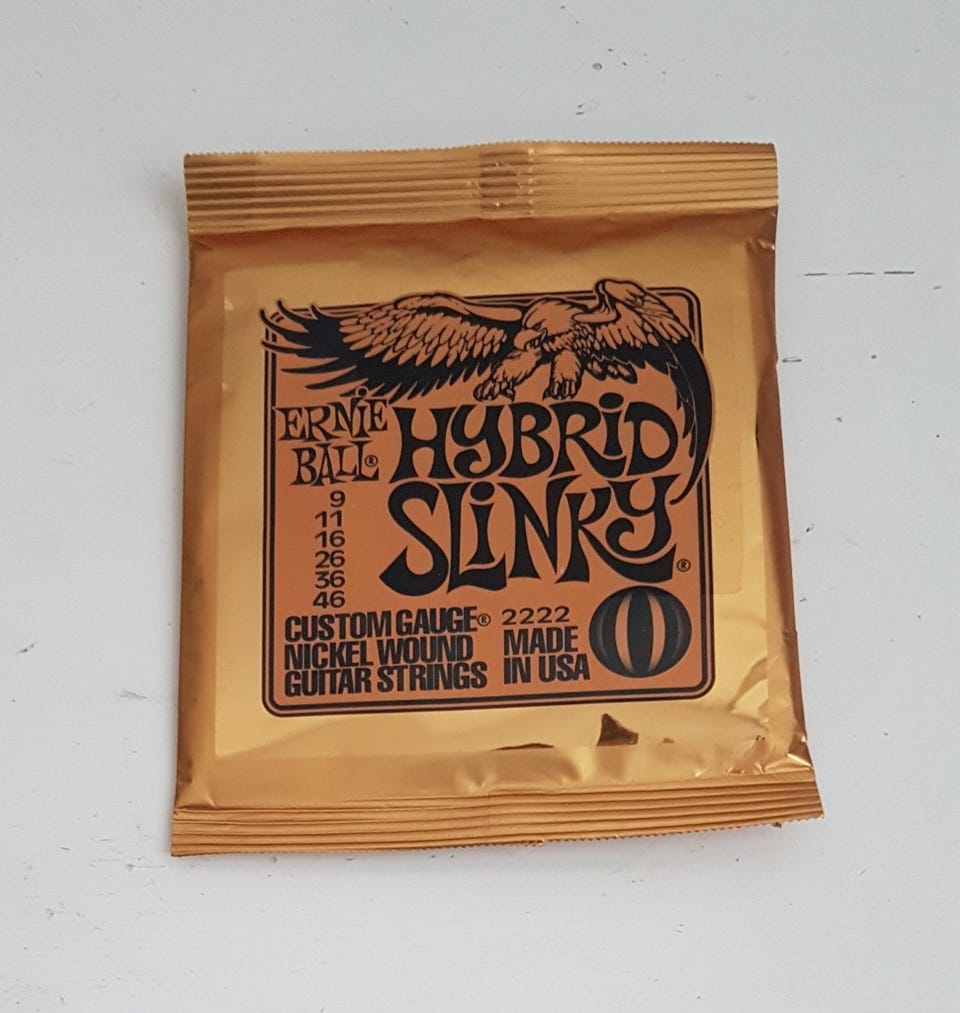 ERNIE
BALL®
HYBRID
SLINKY®
9
11
16
26
36
46
CUSTOM GAUGE®
NICKEL WOUND
GUITAR STRINGS
2222
MADE
IN USA